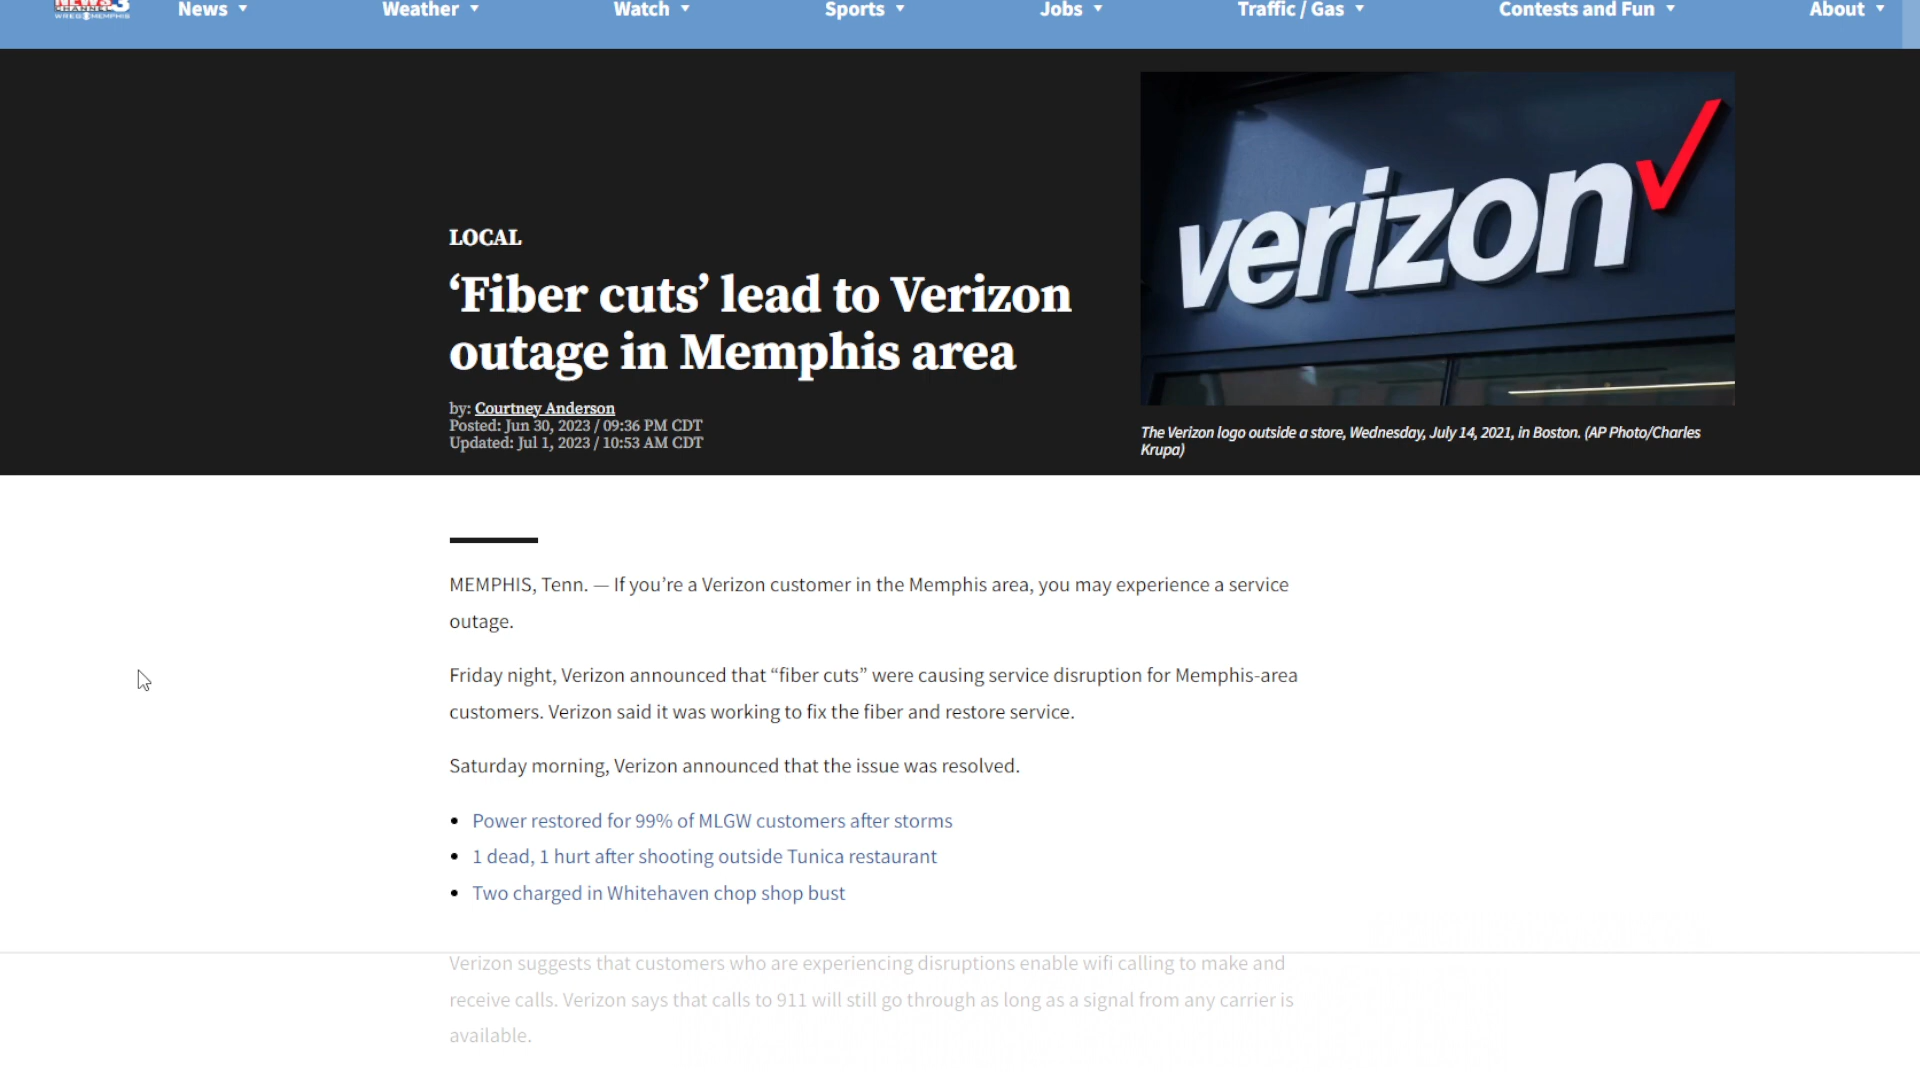 NEWS 3
CHANNEL
WREG MEMPHIS
News
Weather
Watch
Sports
Jobs
Traffic / Gas
Contests and Fun
About
LOCAL
‘Fiber cuts’ lead to Verizon
outage in Memphis area
by: Courtney Anderson
Posted: Jun 30, 2023 / 09:36 PM CDT
Updated: Jul 1, 2023 / 10:53 AM CDT
verizon
The Verizon logo outside a store, Wednesday, July 14, 2021, in Boston. (AP Photo/Charles
Krupa)
MEMPHIS, Tenn. — If you’re a Verizon customer in the Memphis area, you may experience a service
outage.
Friday night, Verizon announced that “fiber cuts” were causing service disruption for Memphis-area
customers. Verizon said it was working to fix the fiber and restore service.
Saturday morning, Verizon announced that the issue was resolved.
• Power restored for 99% of MLGW customers after storms
• 1 dead, 1 hurt after shooting outside Tunica restaurant
• Two charged in Whitehaven chop shop bust
Verizon suggests that customers who are experiencing disruptions enable wifi calling to make and
receive calls. Verizon says that calls to 911 will still go through as long as a signal from any carrier is
available.